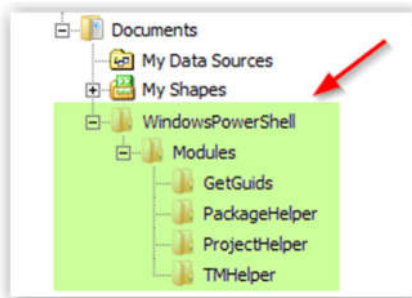 Documents
My Data Sources
My Shapes
WindowsPowerShell
Modules
GetGuids
PackageHelper
ProjectHelper
TMHelper